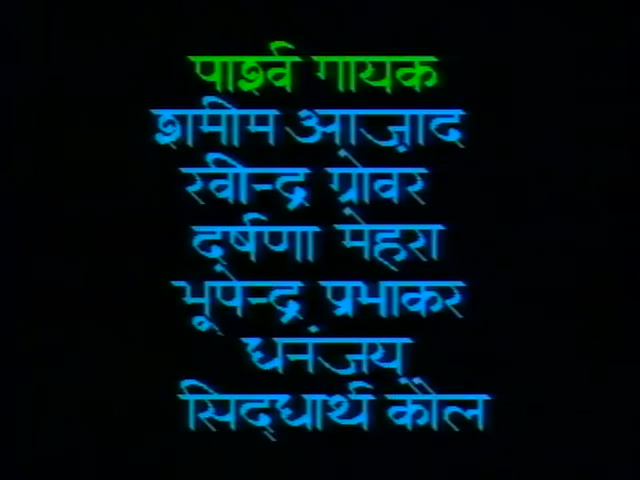 पार्श्व गायक
शमीम आज़ाद
रवीन्द्र ग्रोवर
दर्षणा मेहरा
भूपेन्द्र प्रभाकर
धनंजय
सिद्धार्थ कौल